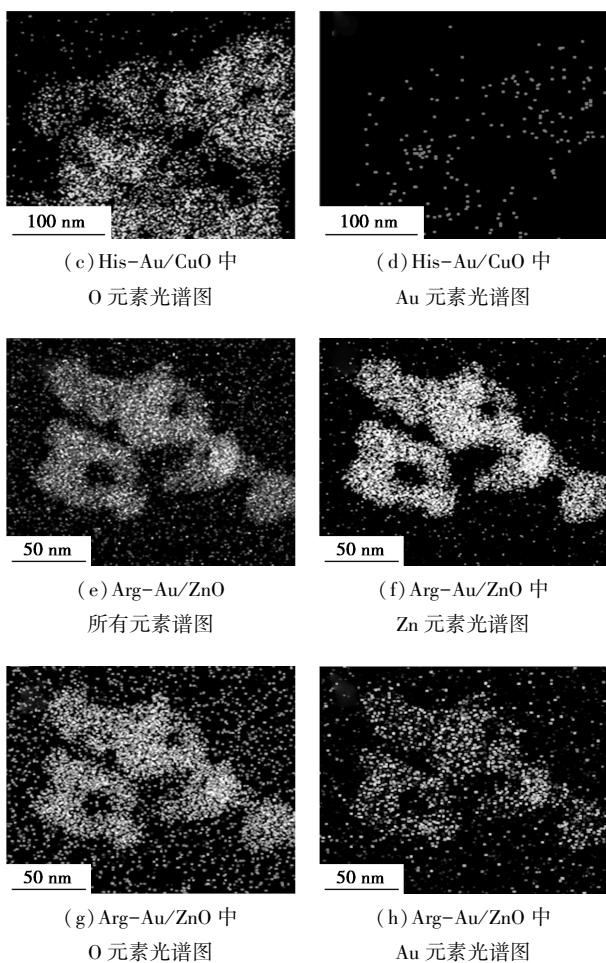 100 nm
100 nm
(c)His-Au/CuO 中
O 元素光谱图
(d)His-Au/CuO 中
Au 元素光谱图
50 nm
50 nm
(e)Arg-Au/ZnO
所有元素谱图
(f)Arg-Au/ZnO 中
Zn 元素光谱图
50 nm
50 nm
(g)Arg-Au/ZnO 中
O 元素光谱图
(h)Arg-Au/ZnO 中
Au 元素光谱图